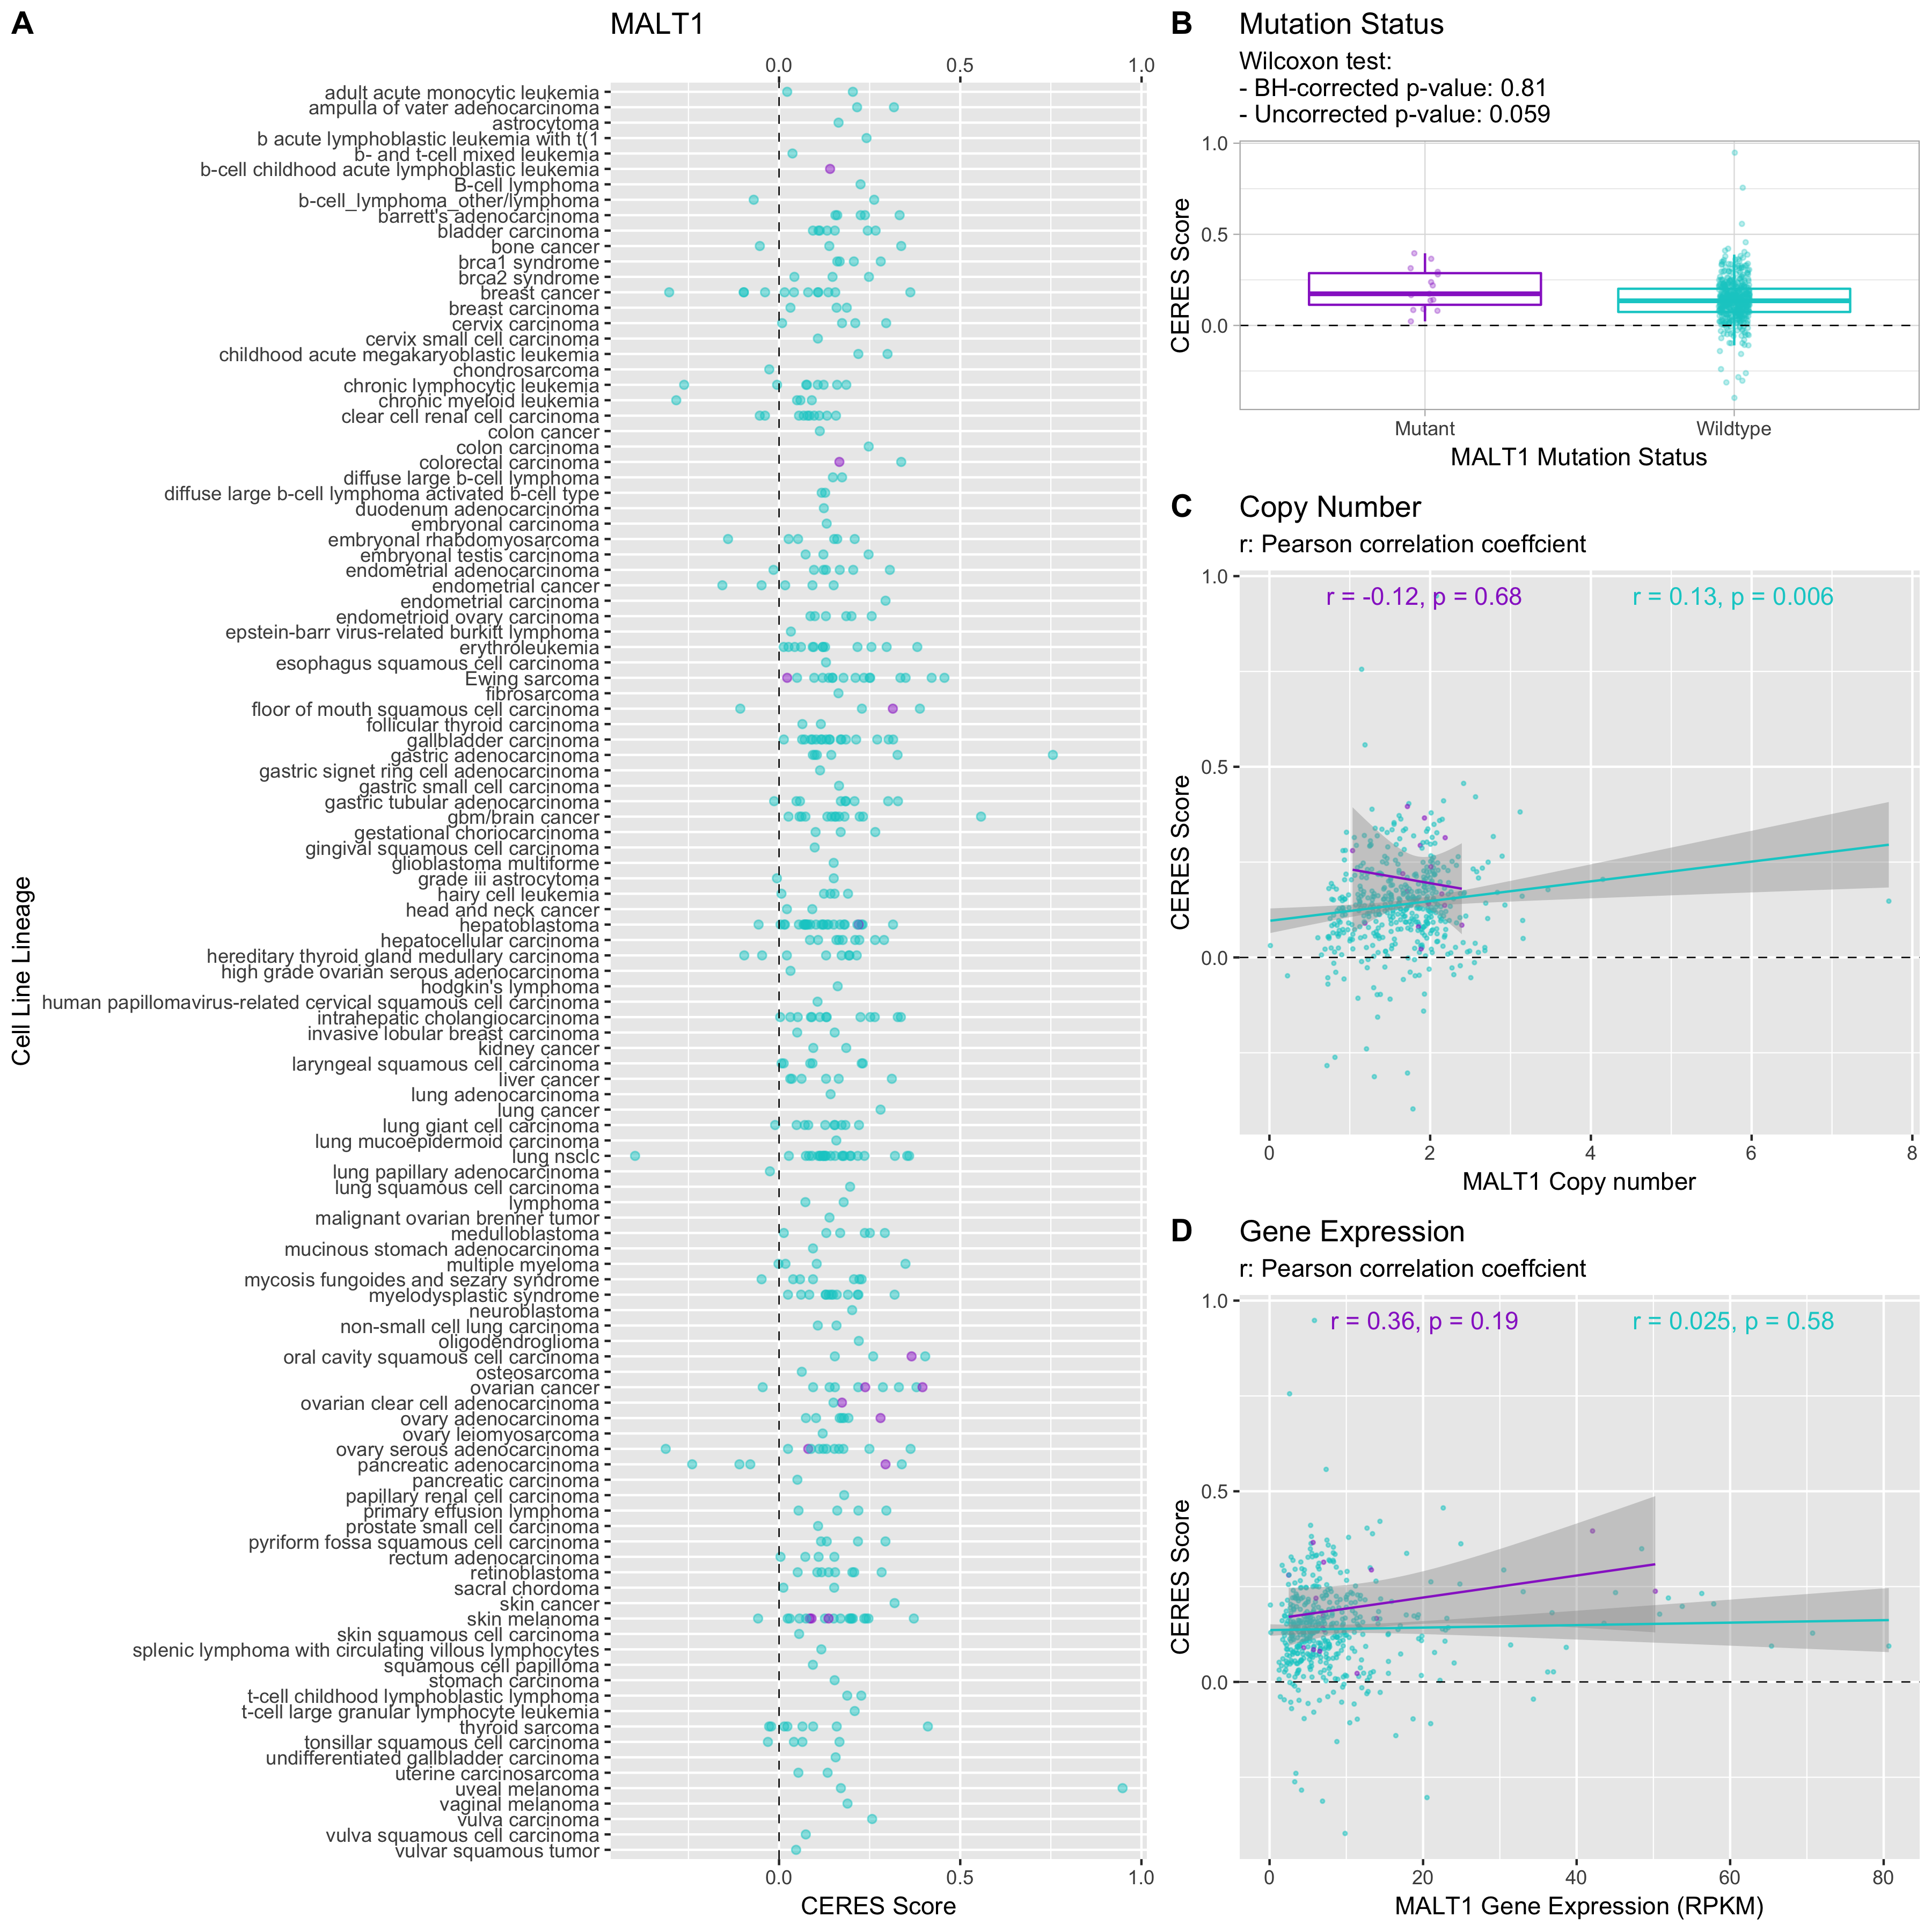 A
MALT1
0.0 0.5 1.0
adult acute monocytic leukemia
ampulla of vater adenocarcinoma
astrocytoma
b acute lymphoblastic leukemia with t(1
b- and t-cell mixed leukemia
b-cell childhood acute lymphoblastic leukemia
B-cell lymphoma
b-cell_lymphoma_other/lymphoma
barrett's adenocarcinoma
bladder carcinoma
bone cancer
brca1 syndrome
brca2 syndrome
breast cancer
breast carcinoma
cervix carcinoma
cervix small cell carcinoma
childhood acute megakaryoblastic leukemia
chondrosarcoma
chronic lymphocytic leukemia
chronic myeloid leukemia
clear cell renal cell carcinoma
colon cancer
colon carcinoma
colorectal carcinoma
diffuse large b-cell lymphoma
diffuse large b-cell lymphoma activated b-cell type
duodenum adenocarcinoma
embryonal carcinoma
embryonal rhabdomyosarcoma
embryonal testis carcinoma
endometrial adenocarcinoma
endometrial cancer
endometrial carcinoma
endometrioid ovary carcinoma
epstein-barr virus-related burkitt lymphoma
erythroleukemia
esophagus squamous cell carcinoma
Ewing sarcoma
fibrosarcoma
floor of mouth squamous cell carcinoma
follicular thyroid carcinoma
gallbladder carcinoma
gastric adenocarcinoma
gastric signet ring cell adenocarcinoma
gastric small cell carcinoma
gastric tubular adenocarcinoma
gbm/brain cancer
gestational choriocarcinoma
gingival squamous cell carcinoma
glioblastoma multiforme
grade iii astrocytoma
hairy cell leukemia
head and neck cancer
hepatoblastoma
hepatocellular carcinoma
hereditary thyroid gland medullary carcinoma
high grade ovarian serous adenocarcinoma
hodgkin's lymphoma
human papillomavirus-related cervical squamous cell carcinoma
intrahepatic cholangiocarcinoma
invasive lobular breast carcinoma
kidney cancer
laryngeal squamous cell carcinoma
liver cancer
lung adenocarcinoma
lung cancer
lung giant cell carcinoma
lung mucoepidermoid carcinoma
lung nsclc
lung papillary adenocarcinoma
lung squamous cell carcinoma
lymphoma
malignant ovarian brenner tumor
medulloblastoma
mucinous stomach adenocarcinoma
multiple myeloma
mycosis fungoides and sezary syndrome
myelodysplastic syndrome
neuroblastoma
non-small cell lung carcinoma
oligodendroglioma
oral cavity squamous cell carcinoma
osteosarcoma
ovarian cancer
ovarian clear cell adenocarcinoma
ovary adenocarcinoma
ovary leiomyosarcoma
ovary serous adenocarcinoma
pancreatic adenocarcinoma
pancreatic carcinoma
papillary renal cell carcinoma
primary effusion lymphoma
prostate small cell carcinoma
pyriform fossa squamous cell carcinoma
rectum adenocarcinoma
retinoblastoma
sacral chordoma
skin cancer
skin melanoma
skin squamous cell carcinoma
splenic lymphoma with circulating villous lymphocytes
squamous cell papilloma
stomach carcinoma
t-cell childhood lymphoblastic lymphoma
t-cell large granular lymphocyte leukemia
thyroid sarcoma
tonsillar squamous cell carcinoma
undifferentiated gallbladder carcinoma
uterine carcinosarcoma
uveal melanoma
vaginal melanoma
vulva carcinoma
vulva squamous cell carcinoma
vulvar squamous tumor
0.0 0.5 1.0
CERES Score
Cell Line Lineage
B
Mutation Status
Wilcoxon test:
- BH-corrected p-value: 0.81
- Uncorrected p-value: 0.059
1.0
0.5
0.0
CERES Score
Mutant Wildtype
MALT1 Mutation Status
C
Copy Number
r: Pearson correlation coeffcient
r = -0.12, p = 0.68 r = 0.13, p = 0.006
1.0
0.5
0.0
CERES Score
0 2 4 6 8
MALT1 Copy number
D
Gene Expression
r: Pearson correlation coeffcient
r = 0.36, p = 0.19 r = 0.025, p = 0.58
1.0
0.5
0.0
CERES Score
0 20 40 60 80
MALT1 Gene Expression (RPKM)